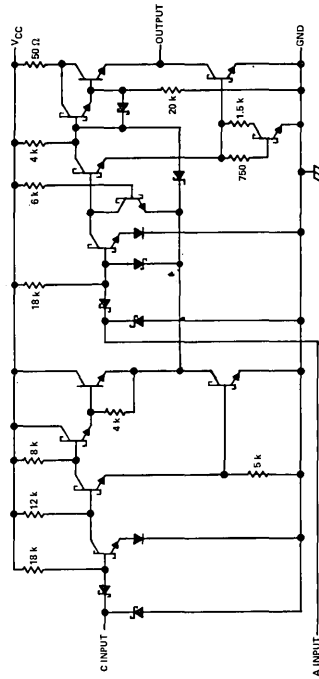 VCC
50 Ω
OUTPUT
GND
4 k
20 k
1.5 k
6 k
750
18 k
8 k
4 k
12 k
5 k
18 k
C INPUT
A INPUT